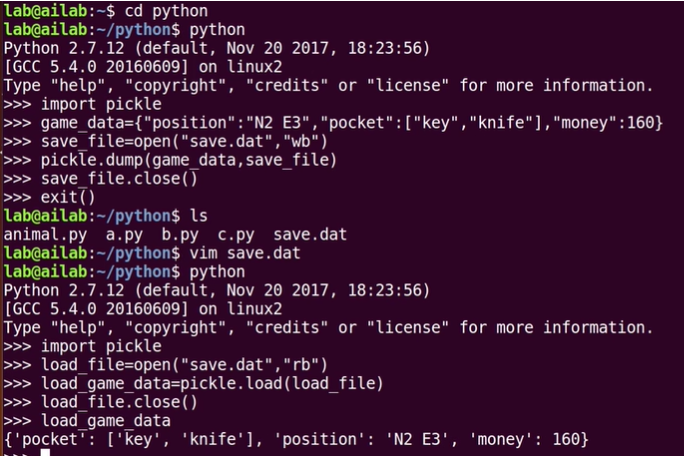 lab@ailab:~$ cd python
lab@ailab:~/python$ python
Python 2.7.12 (default, Nov 20 2017, 18:23:56)
[GCC 5.4.0 20160609] on linux2
Type "help", "copyright", "credits" or "license" for more information.
>>> import pickle
>>> game_data={"position":"N2 E3","pocket":["key","knife"],"money":160}
>>> save_file=open("save.dat","wb")
>>> pickle.dump(game_data,save_file)
>>> save_file.close()
>>> exit()
lab@ailab:~/python$ ls
animal.py  a.py  b.py  c.py  save.dat
lab@ailab:~/python$ vim save.dat
lab@ailab:~/python$ python
Python 2.7.12 (default, Nov 20 2017, 18:23:56)
[GCC 5.4.0 20160609] on linux2
Type "help", "copyright", "credits" or "license" for more information.
>>> import pickle
>>> load_file=open("save.dat","rb")
>>> load_game_data=pickle.load(load_file)
>>> load_file.close()
>>> load_game_data
{'pocket': ['key', 'knife'], 'position': 'N2 E3', 'money': 160}
>>>